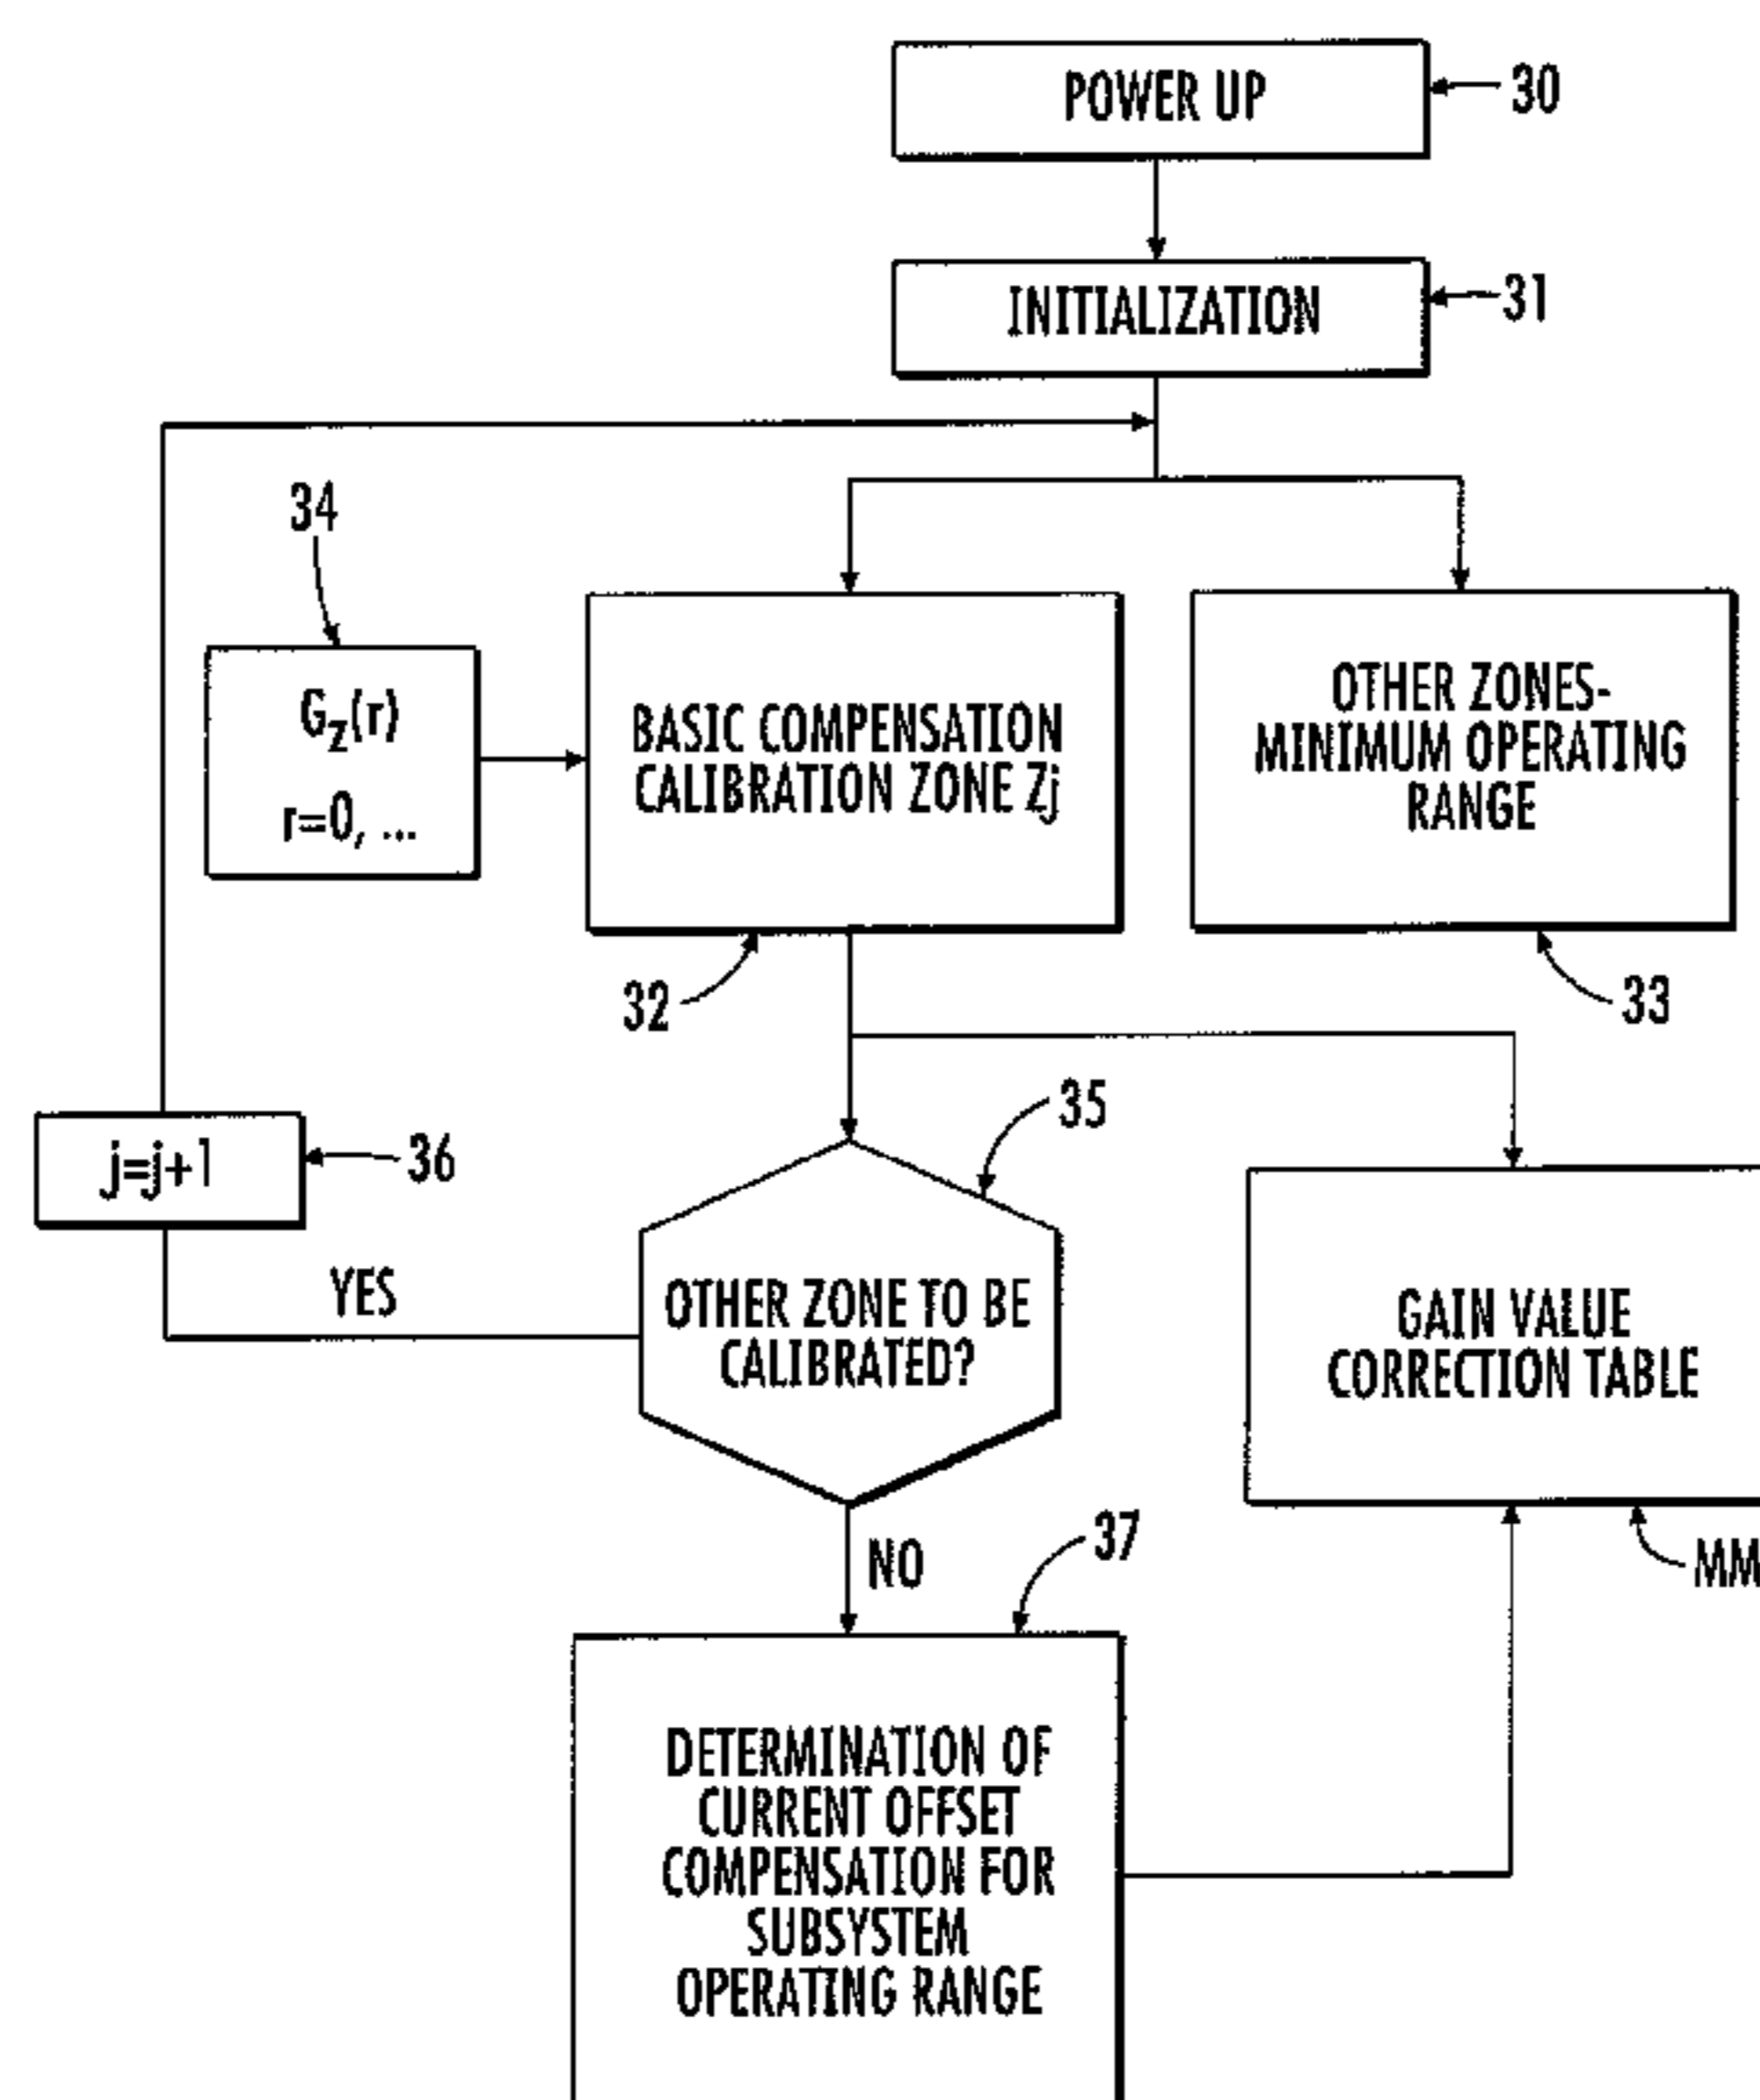 POWER UP
30
INITIALIZATION
31
34
G_z(r)
r=0, ...
BASIC COMPENSATION
CALIBRATION ZONE Zj
OTHER ZONES-
MINIMUM OPERATING
RANGE
32
33
35
j=j+1
36
YES
OTHER ZONE TO BE
CALIBRATED?
GAIN VALUE
CORRECTION TABLE
NO
37
MM
DETERMINATION OF
CURRENT OFFSET
COMPENSATION FOR
SUBSYSTEM
OPERATING RANGE